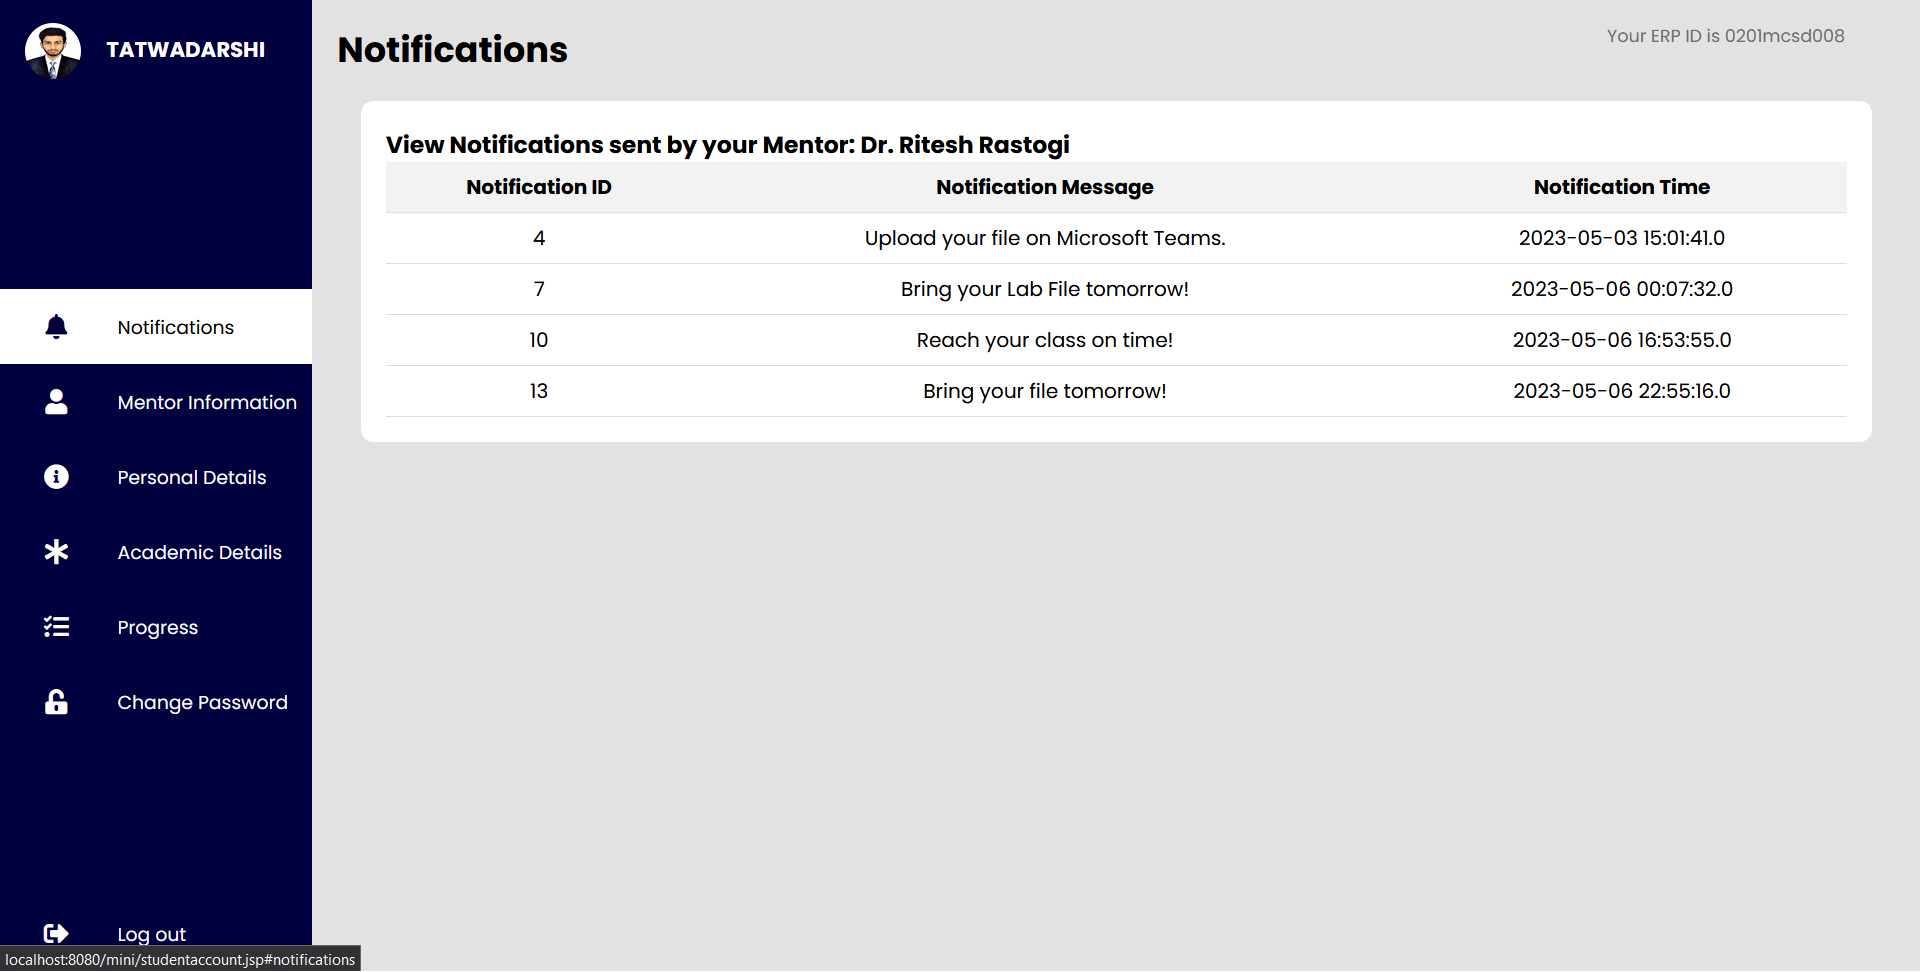 TATWADARSHI
Notifications
Mentor Information
Personal Details
Academic Details
Progress
Change Password
Log out
localhost:8080/mini/studentaccount.jsp#notifications
Notifications
Your ERP ID is 0201mcsd008
View Notifications sent by your Mentor: Dr. Ritesh Rastogi
Notification ID Notification Message Notification Time
4 Upload your file on Microsoft Teams. 2023-05-03 15:01:41.0
7 Bring your Lab File tomorrow! 2023-05-06 00:07:32.0
10 Reach your class on time! 2023-05-06 16:53:55.0
13 Bring your file tomorrow! 2023-05-06 22:55:16.0